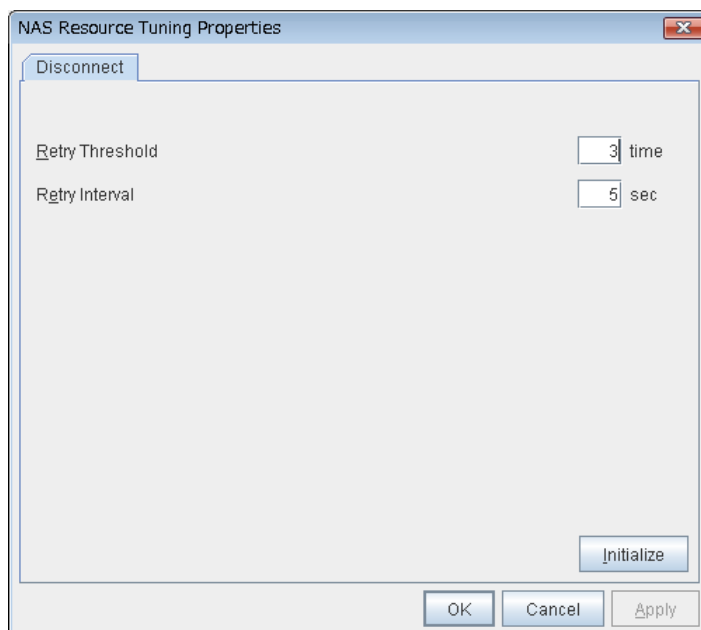 NAS Resource Tuning Properties
Disconnect
Retry Threshold 3 time
Retry Interval 5 sec
Initialize
OK Cancel Apply